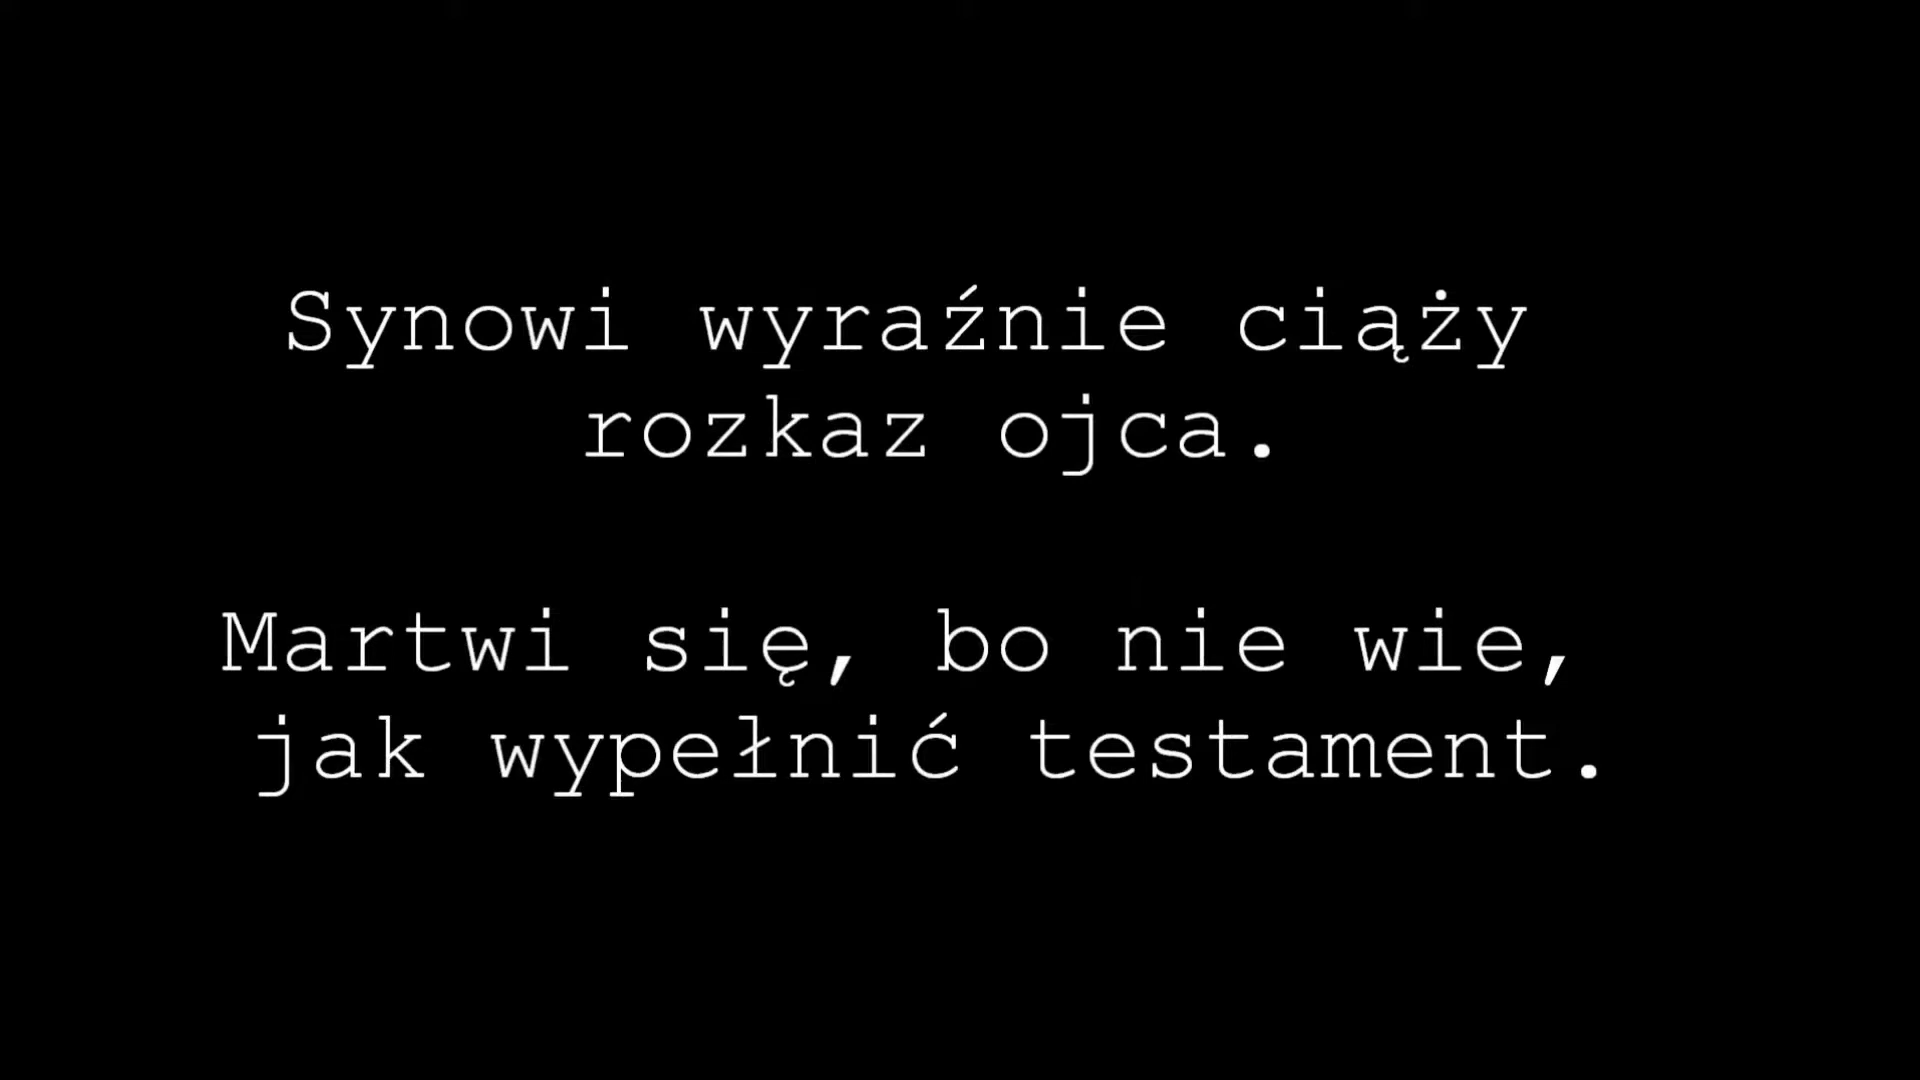 Synowi wyraźnie ciąży
rozkaz ojca.
Martwi się, bo nie wie,
jak wypełnić testament.